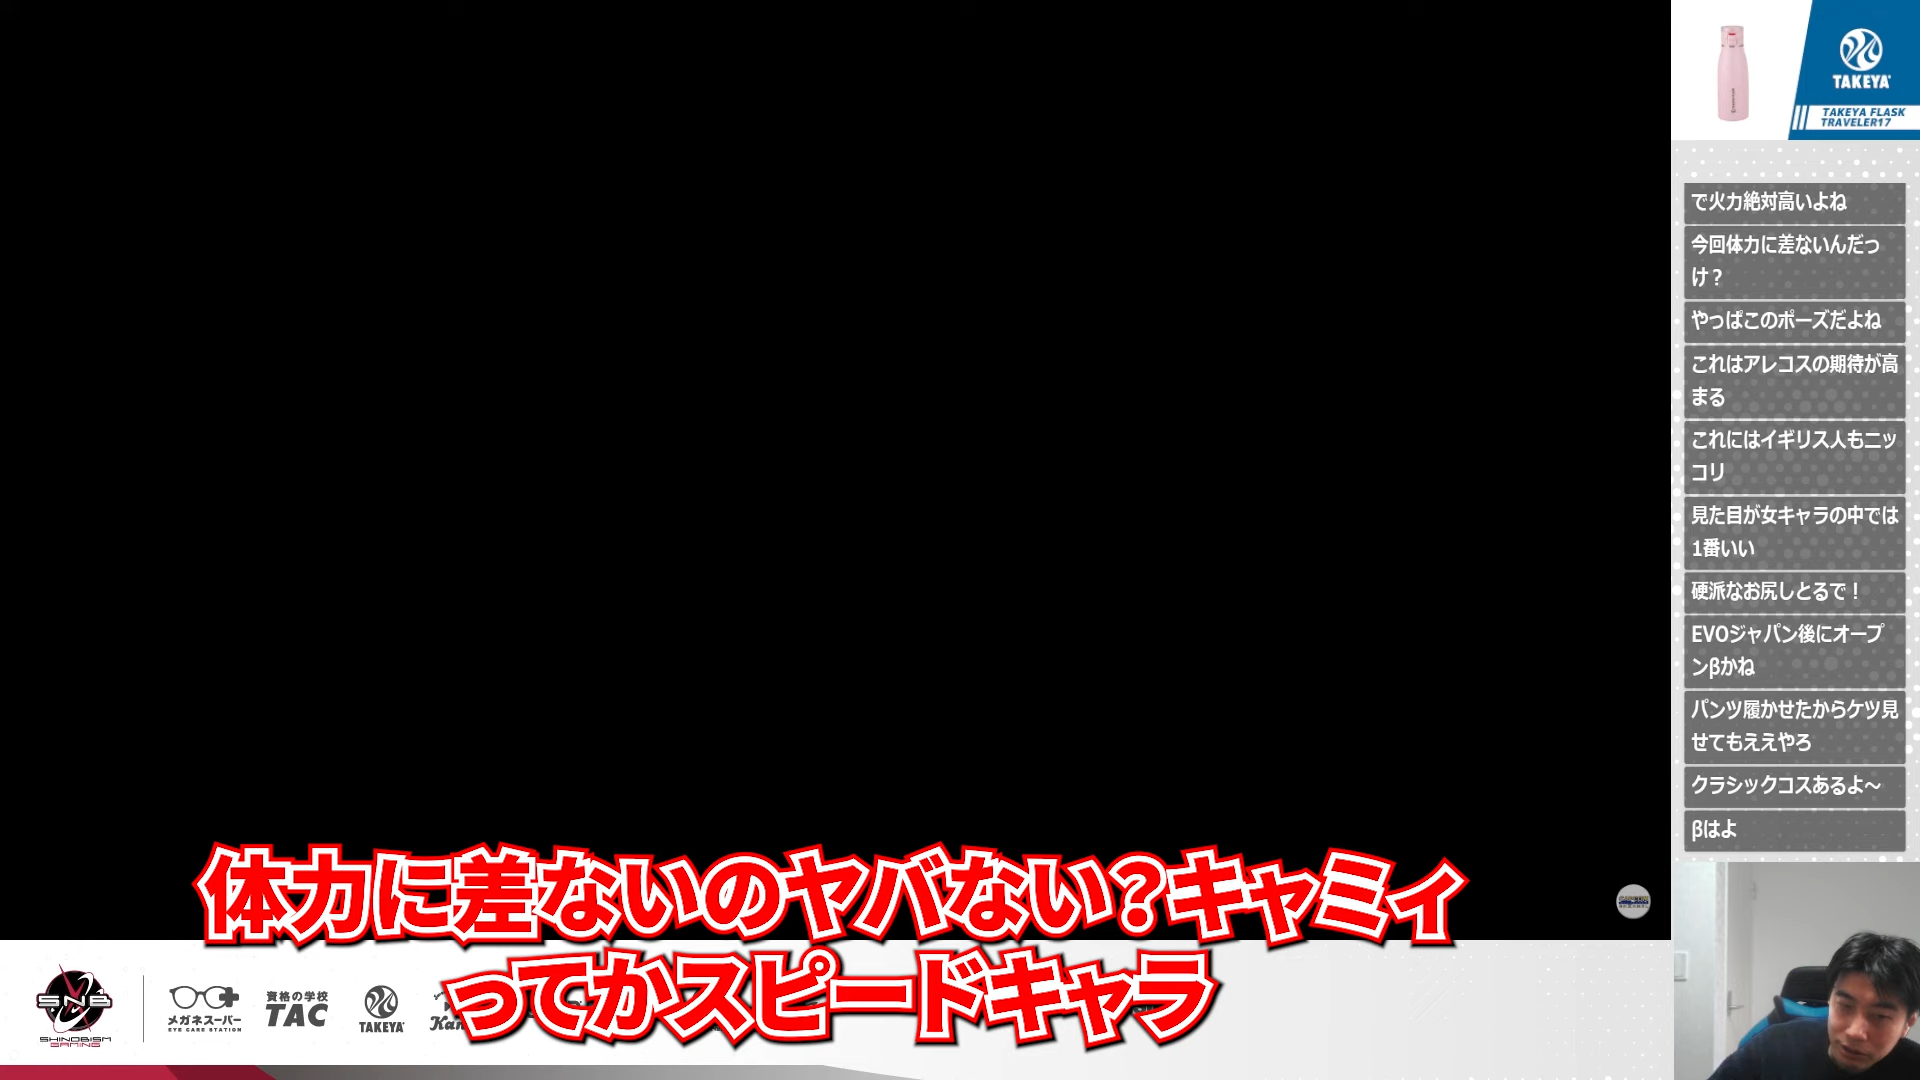 TAKEYA
TAKEYA FLASK
TRAVELER17
で火力絶対高いよね
今回体力に差ないんだっ
け？
やっぱこのポーズだよね
これはアレコスの期待が高
まる
これにはイギリス人もニッ
コリ
見た目が女キャラの中では
1番いい
硬派なお尻しとるで！
EVOジャパン後にオープ
ンβかね
パンツ履かせたからケツ見
せてもええやろ
クラシックコスあるよ～
βはよ
体力に差ないのヤバない？キャミィ
ってかスピードキャラ
SNB
SHINOBISM
GAMING
メガネスーパー
EYE CARE STATION
資格の学校
TAC
TAKEYA